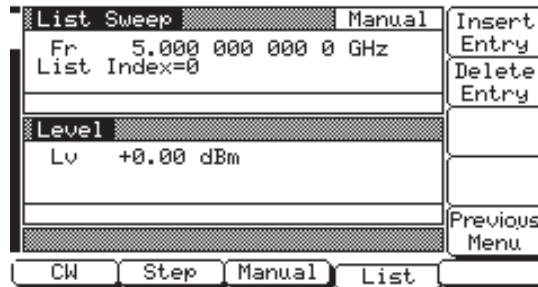 List Sweep Manual
Fr 5.000 000 000 0 GHz
List Index=0
Level
Lv +0.00 dBm
Insert
Entry
Delete
Entry
Previous
Menu
CW Step Manual List